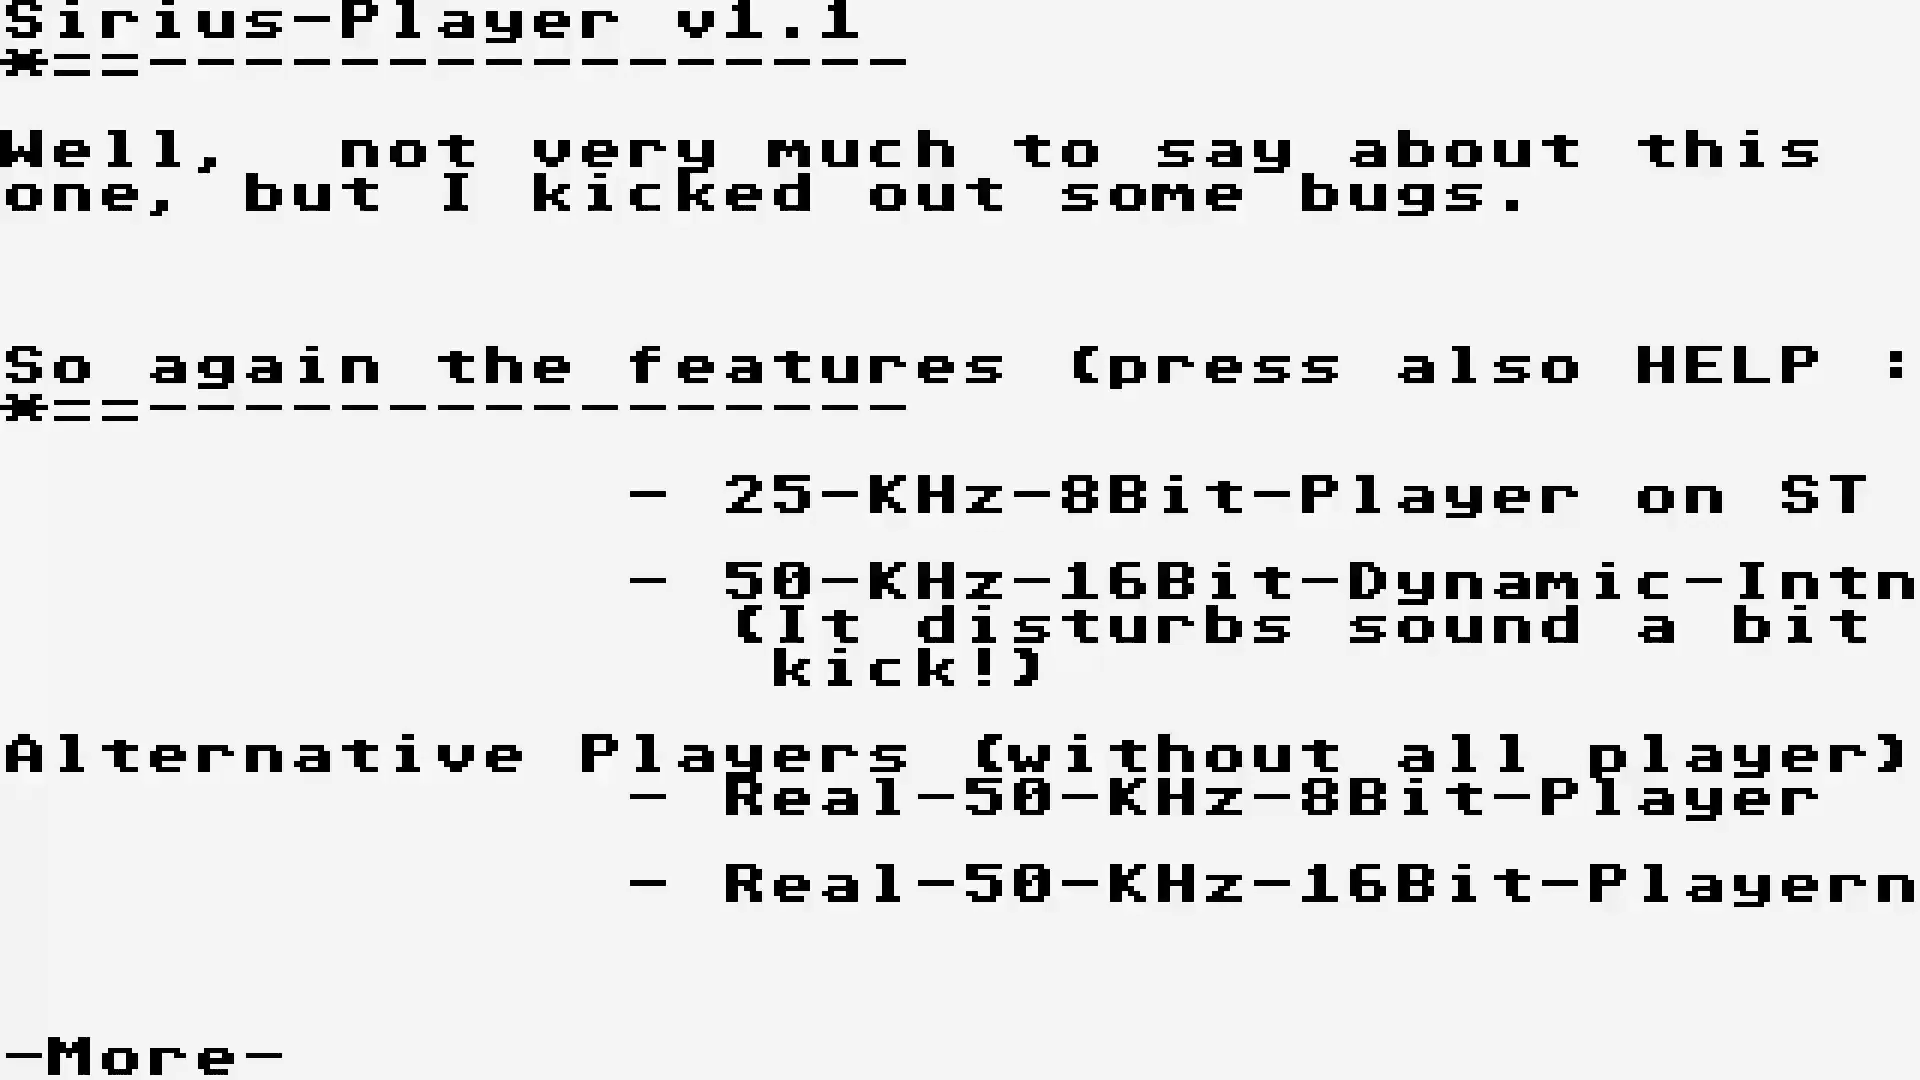 Sirius-Player v1.1
*==----------------
Well,  not very much to say about this
one, but I kicked out some bugs.
So again the features (press also HELP :
*==----------------
- 25-KHz-8Bit-Player on ST
- 50-KHz-16Bit-Dynamic-Intn
(It disturbs sound a bit
kick!)
Alternative Players (without all player)
- Real-50-KHz-8Bit-Player
- Real-50-KHz-16Bit-Playern
-More-